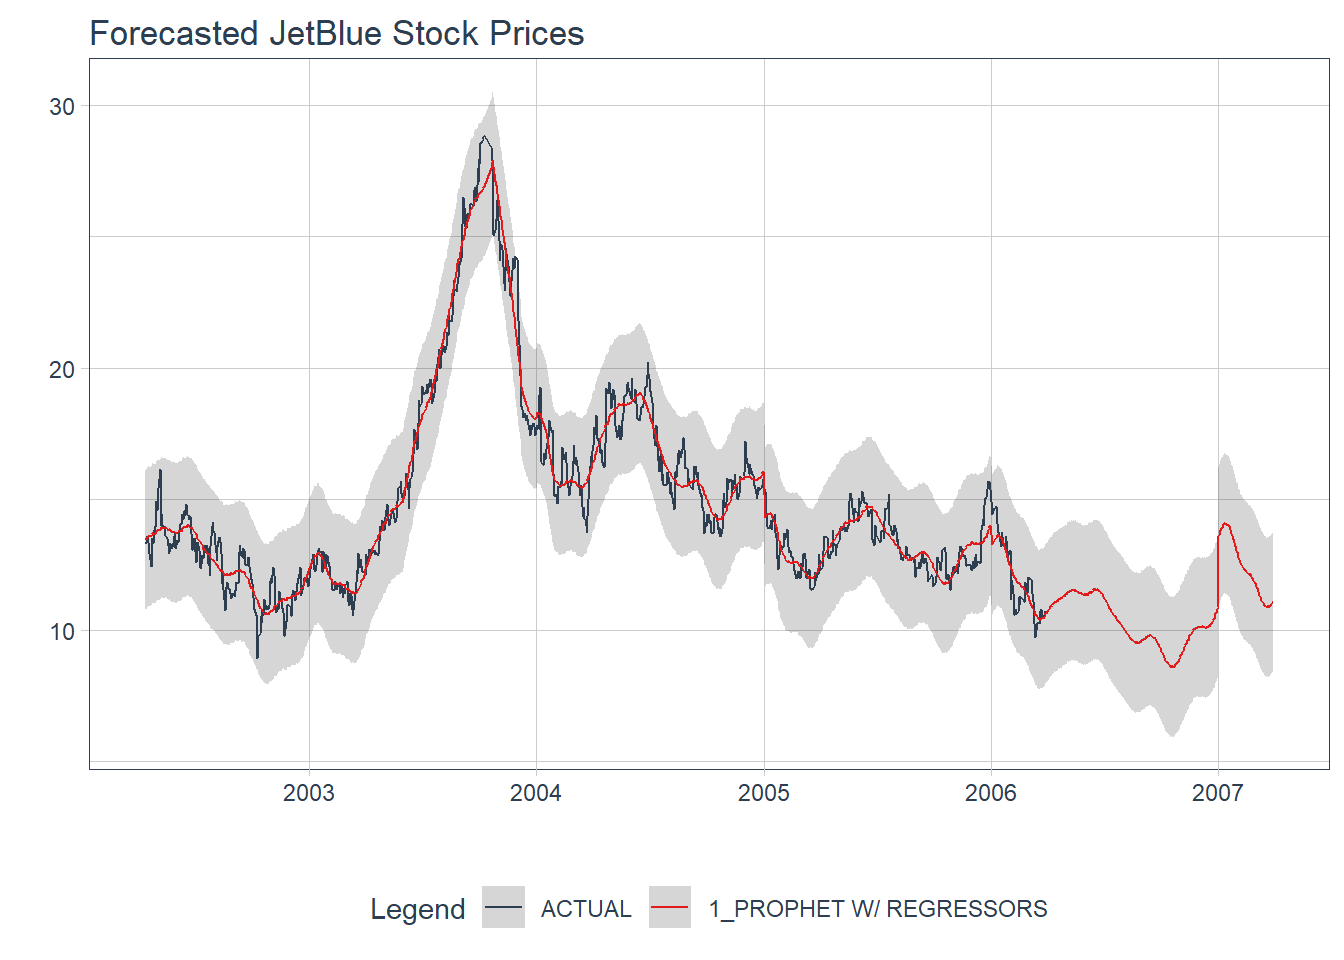 Forecasted JetBlue Stock Prices
30
20
10
2003 2004 2005 2006 2007
Legend ACTUAL 1_PROPHET W/ REGRESSORS